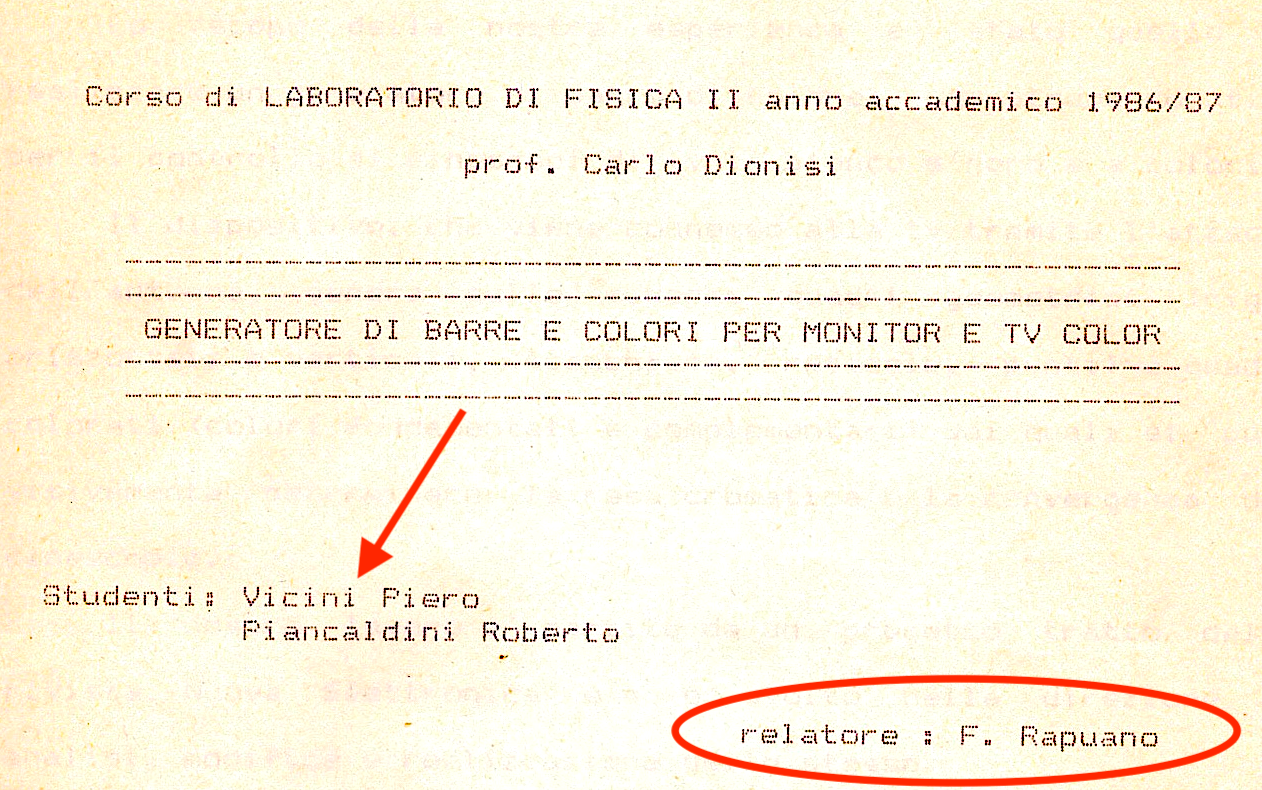 Corso di LABORATORIO DI FISICA II anno accademico 1986/87
prof. Carlo Dionisi
GENERATORE DI BARRE E COLORI PER MONITOR E TV COLOR
Studenti: Vicini Piero
Piancaldini Roberto
relatore : F. Rapuano